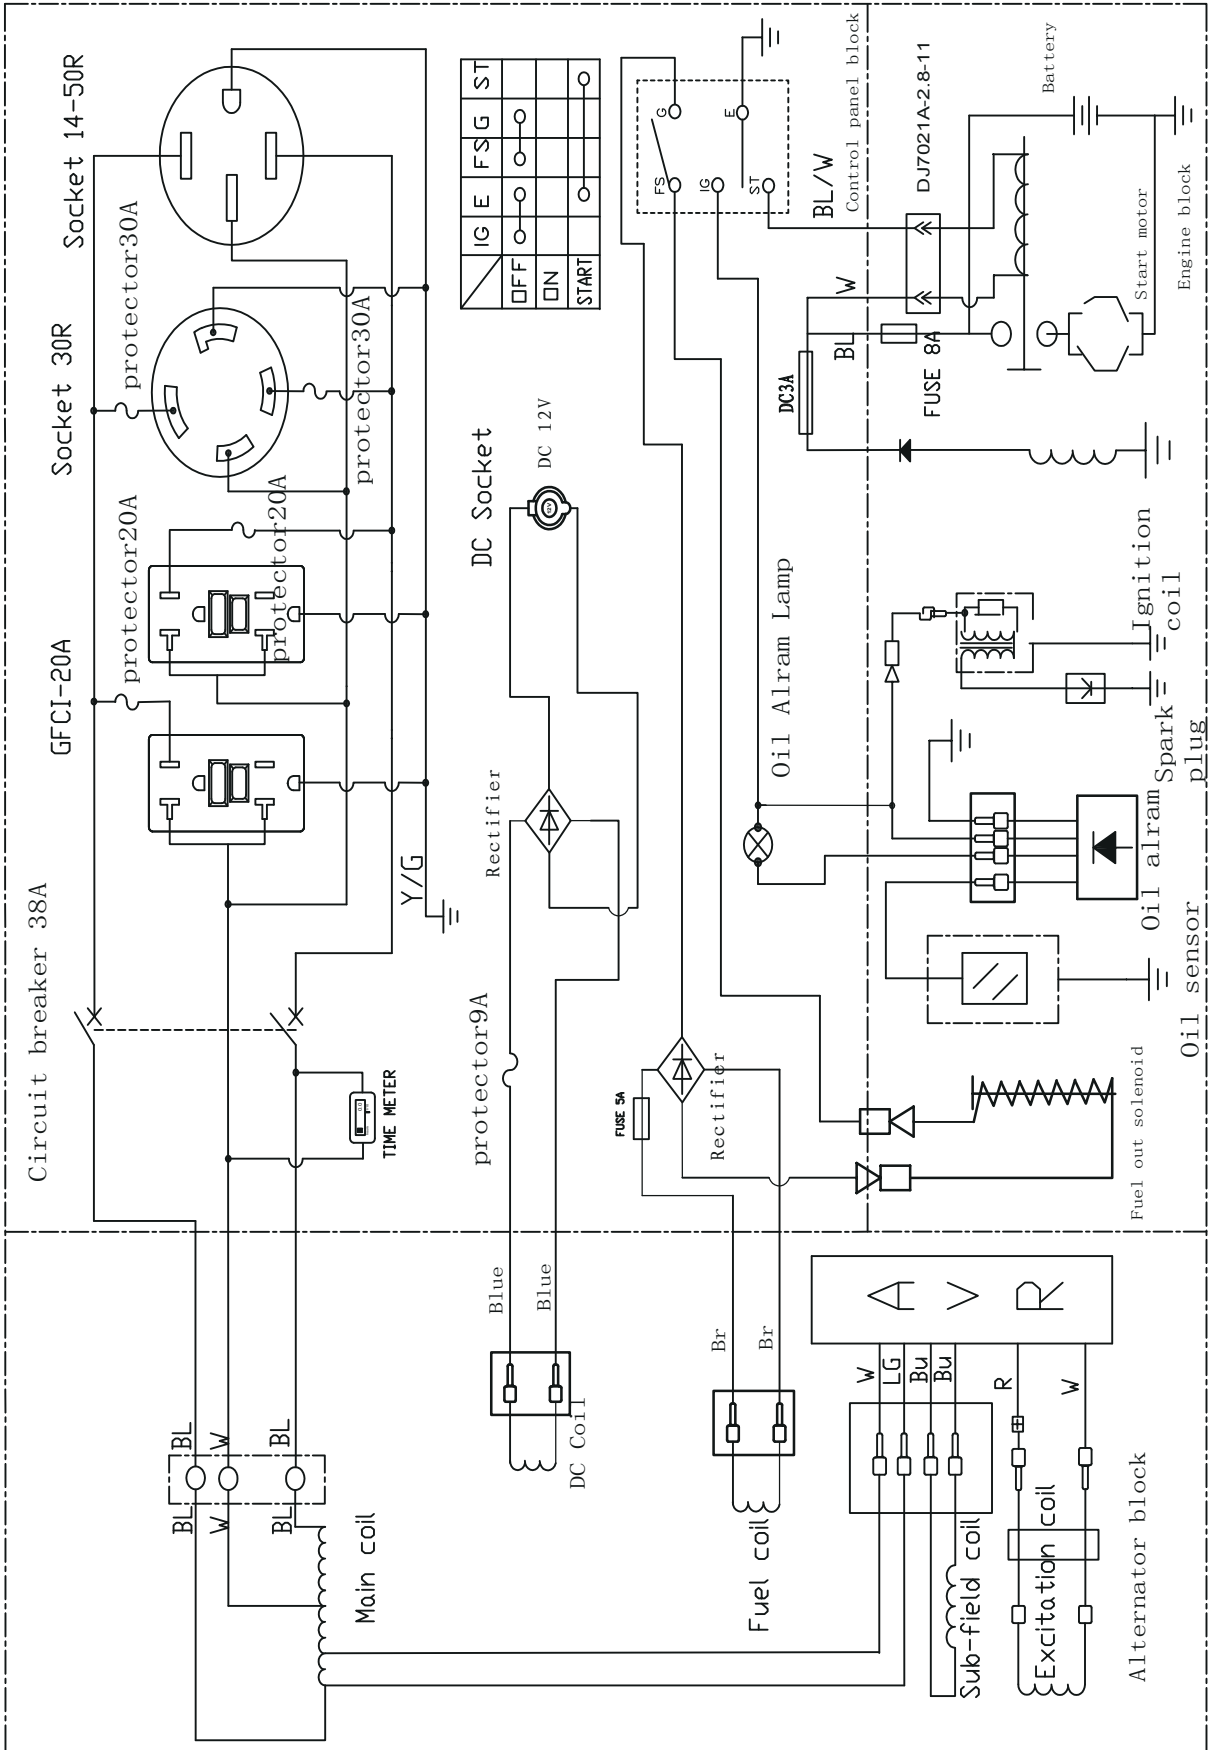 Socket 14-50R
protector30A
Socket 30R
protector30A
protector20A
protector20A
GFCI-20A
Circuit breaker 38A
Y/G
TIME METER
IG E FS G ST
OFF
ON
START
DC Socket
DC 12V
12V
Rectifier
protector9A
G
E
FS
IG
ST
Control panel block
BL/W
W
BL
DC3A
FUSE 8A
DJ7021A-2.8-11
Battery
Start motor
Engine block
Oil Alram Lamp
Ignition
coil
Spark
plug
Oil alram
Oil sensor
FUSE 5A
Rectifier
Fuel out solenoid
BL
W
BL
BL
W
BL
Main coil
Blue
Blue
DC Coil
Br
Br
Fuel coil
A V R
W
LG
Bu
Bu
R
W
Sub-field coil
Excitation coil
Alternator block